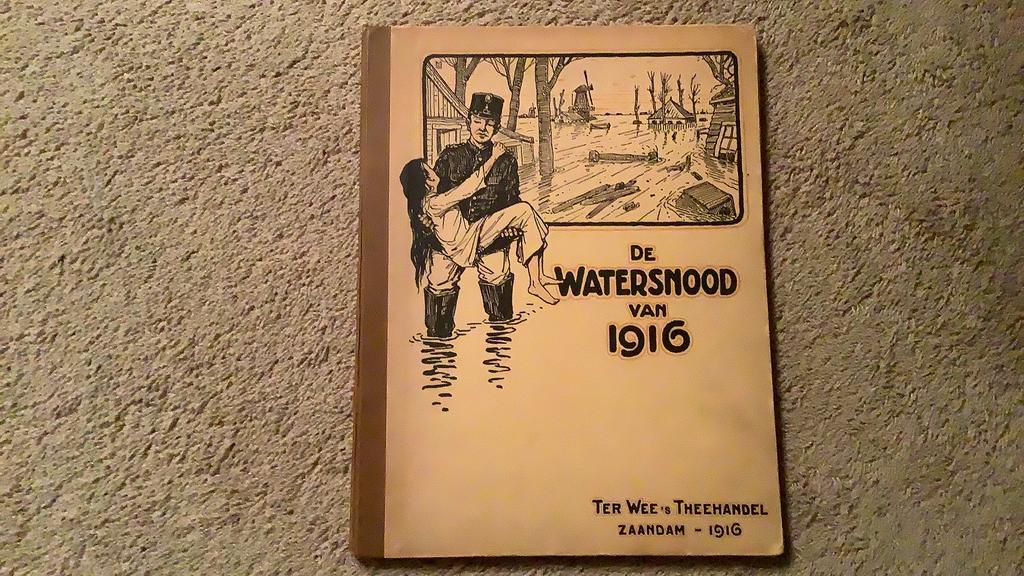 DE
WATERSNOOD
VAN
1916
TER WEE'S THEEHANDEL
ZAANDAM - 1916